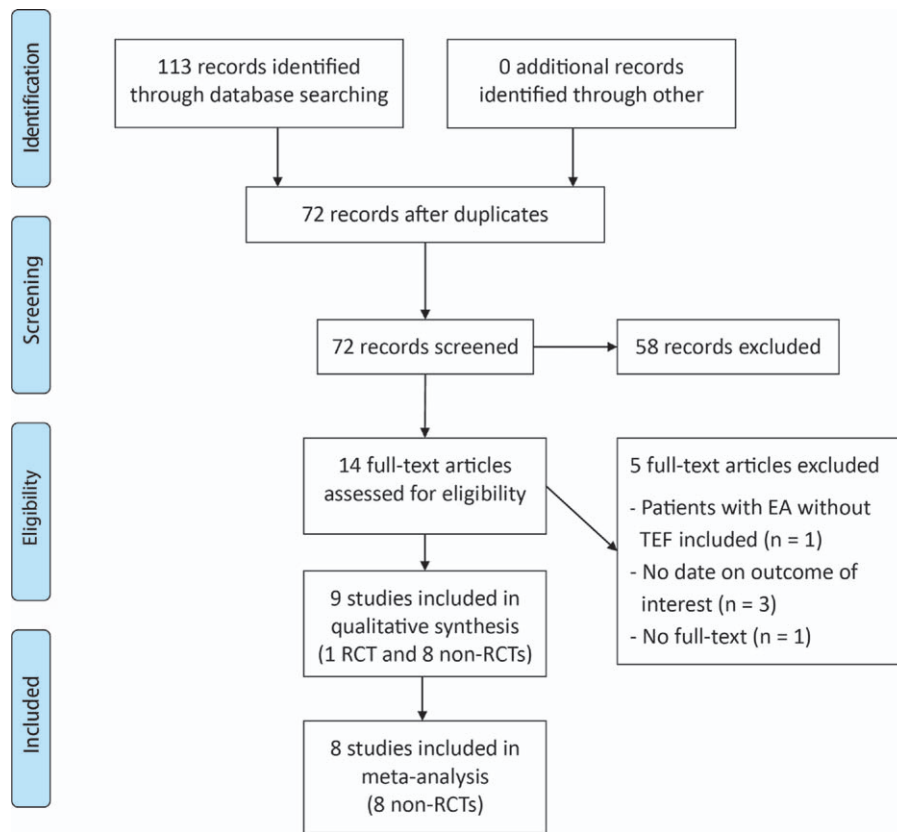 Identification
113 records identified
through database searching
0 additional records
identified through other
72 records after duplicates
Screening
72 records screened
58 records excluded
Eligibility
14 full-text articles
assessed for eligibility
5 full-text articles excluded
- Patients with EA without
TEF included (n = 1)
- No date on outcome of
interest (n = 3)
- No full-text (n = 1)
9 studies included in
qualitative synthesis
(1 RCT and 8 non-RCTs)
Included
8 studies included in
meta-analysis
(8 non-RCTs)